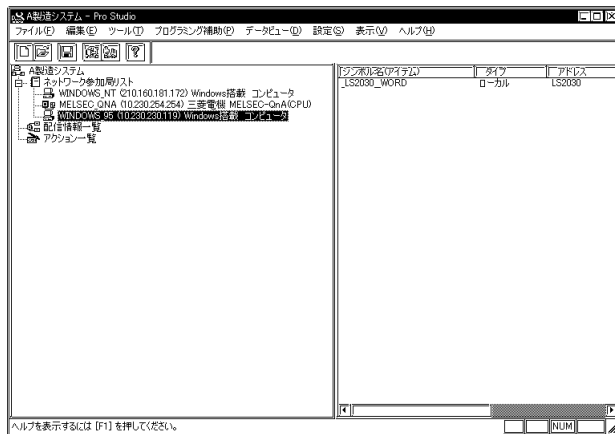 A製造システム - Pro Studio
ファイル(F) 編集(E) ツール(T) プログラミング補助(P) データビュー(D) 設定(S) 表示(V) ヘルプ(H)
A製造システム
ネットワーク参加局リスト
WINDOWS_NT (210.160.181.172) Windows搭載 コンピュータ
MELSEC_QNA (10.230.254.254) 三菱電機 MELSEC-QnA(CPU)
WINDOWS_95 (10.230.230.119) Windows搭載 コンピュータ
配信情報一覧
アクション一覧
シンボル名(アイテム) タイプ アドレス
_LS2030_WORD ローカル LS2030
ヘルプを表示するには [F1] を押してください。
NUM